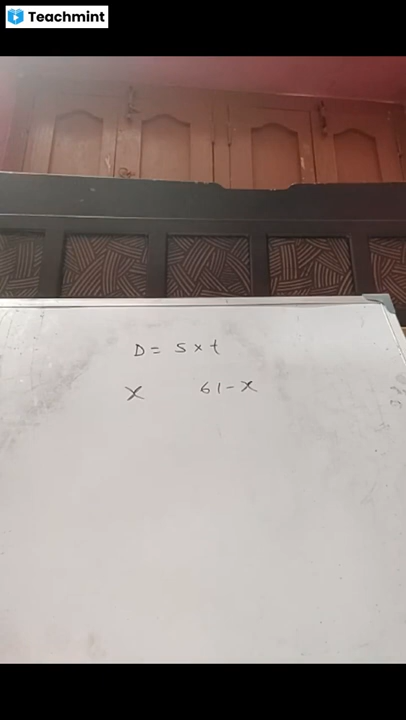 Teachmint
D = s x t
x 61 - x